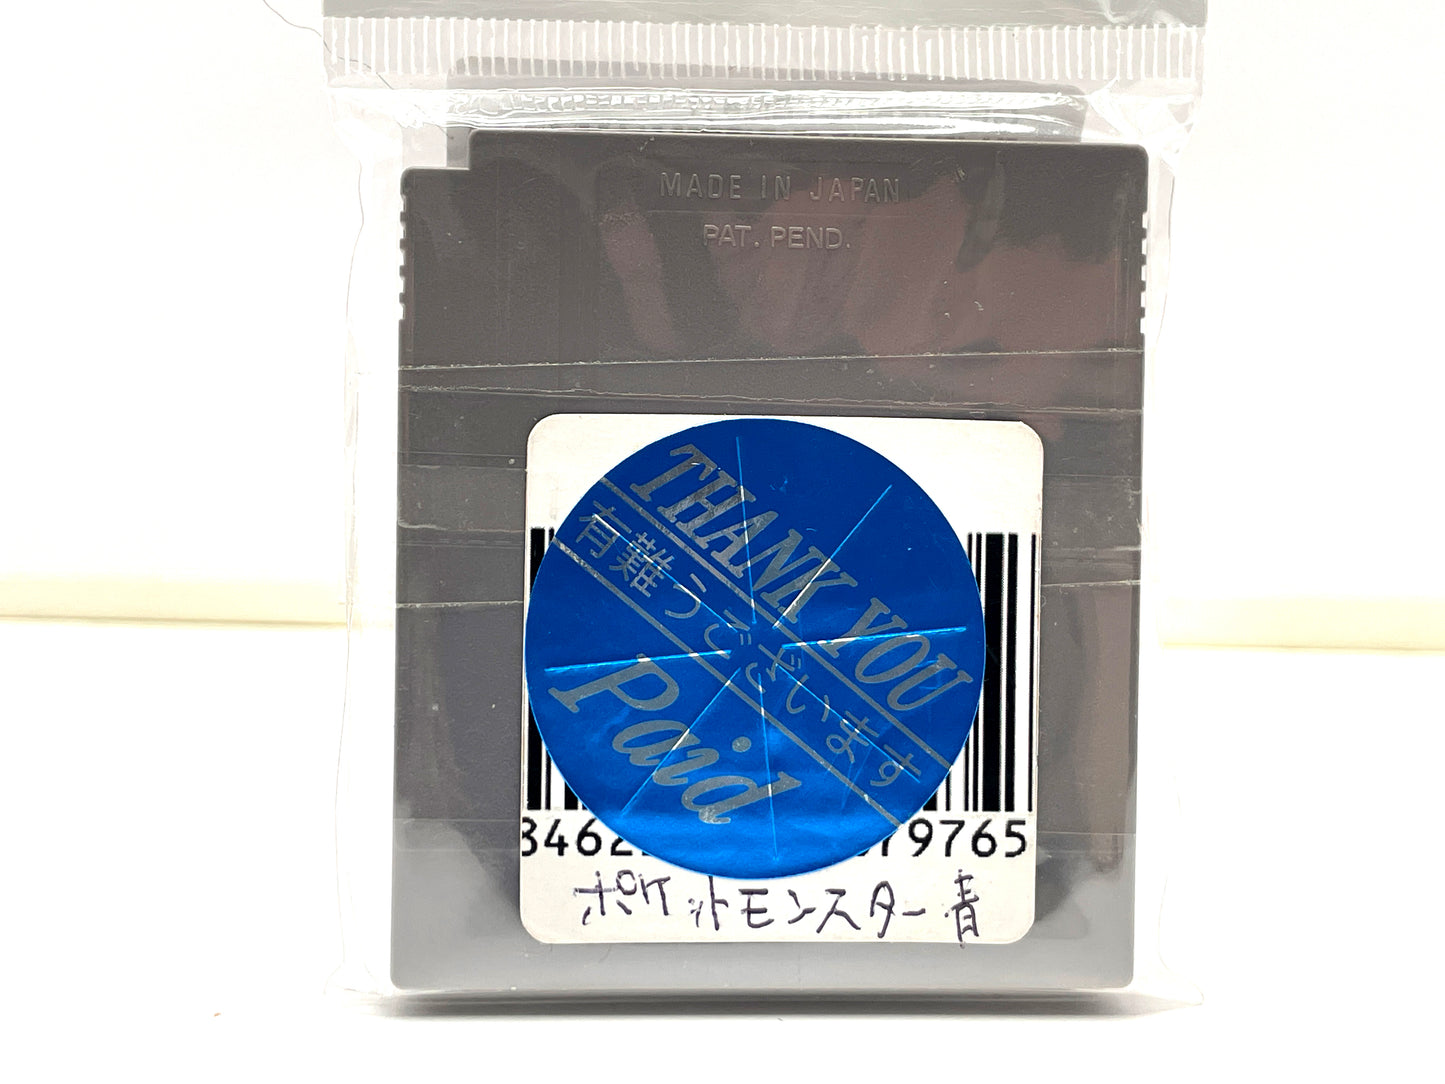 MADE IN JAPAN
PAT. PEND.
THANK YOU
有難うございます
Paid
79765
ポケットモンスター青